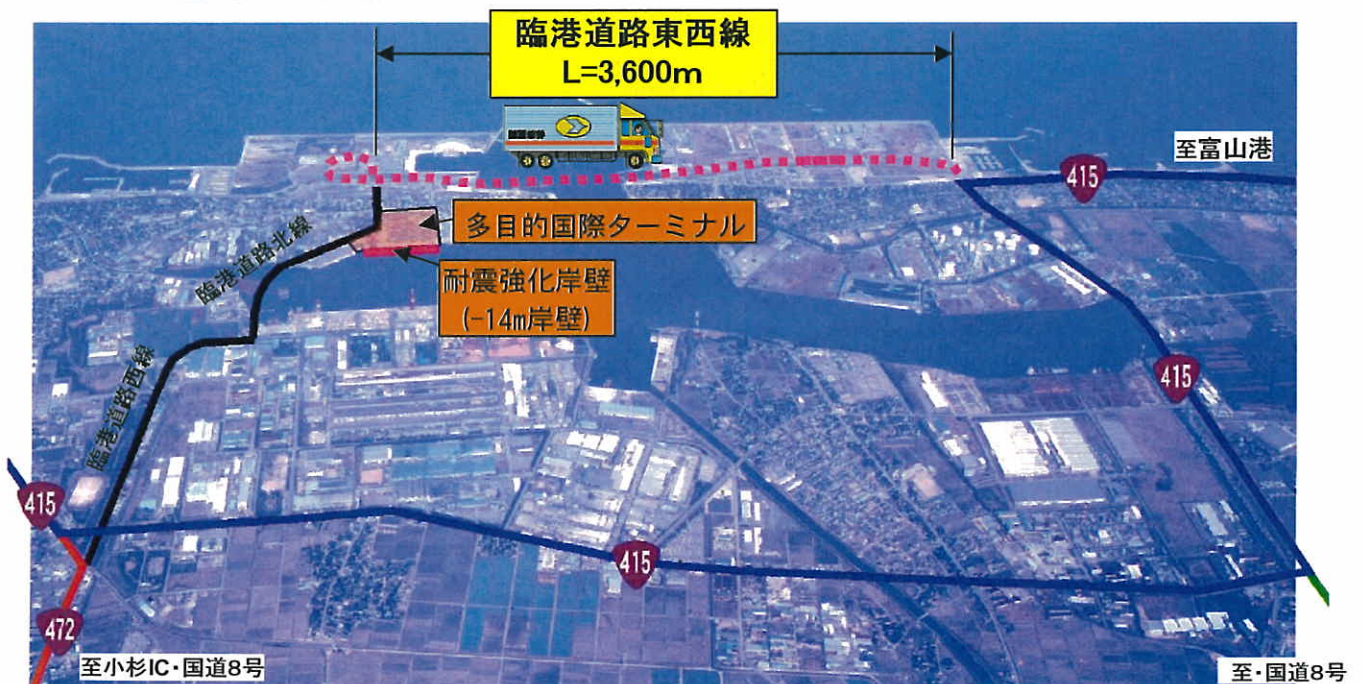 臨港道路東西線
L=3,600m
至富山港
415
多目的国際ターミナル
臨港道路北線
耐震強化岸壁
(-14m岸壁)
415
臨港道路西線
415
415
472
至小杉IC・国道8号
至・国道8号